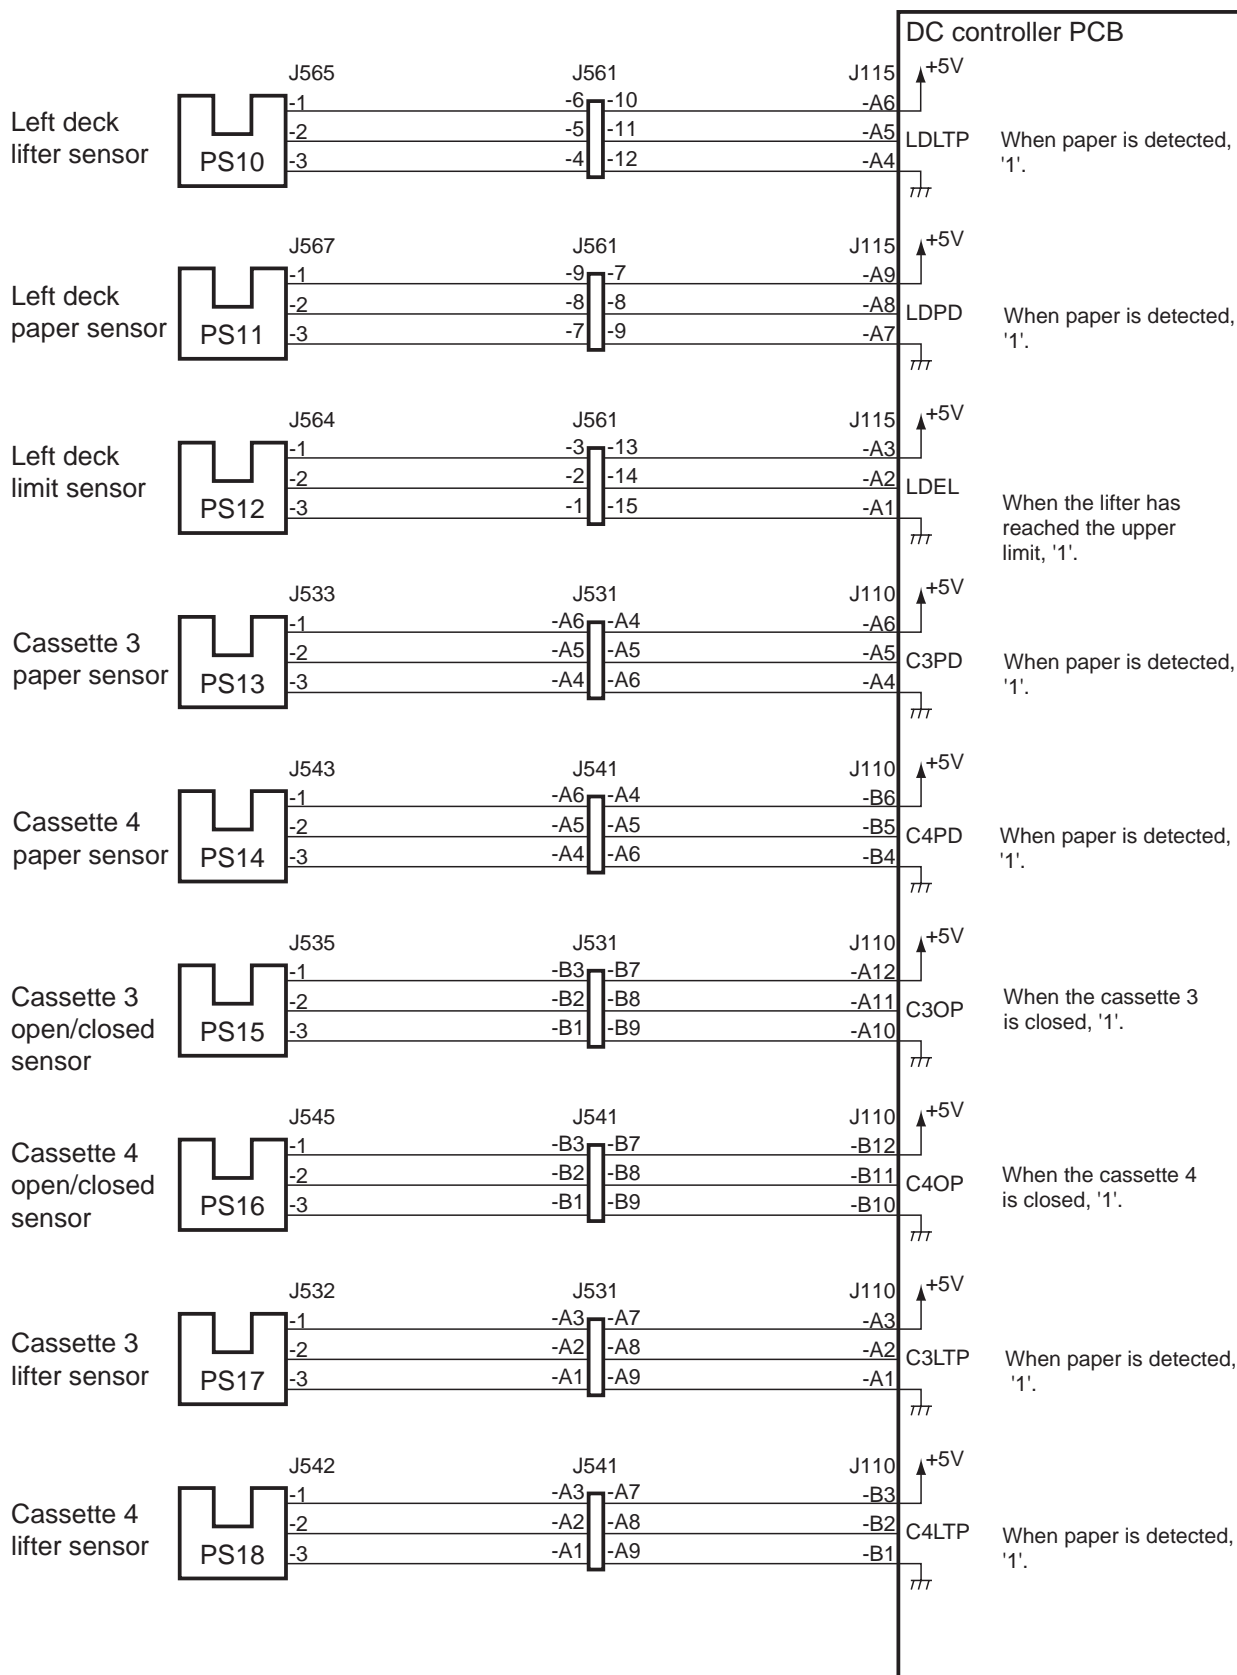 DC controller PCB
J565 J561 J115 +5V
Left deck
lifter sensor
PS10
-1 -6 -10 -A6
-2 -5 -11 -A5 LDLTP
-3 -4 -12 -A4
When paper is detected,
'1'.
J567 J561 J115 +5V
Left deck
paper sensor
PS11
-1 -9 -7 -A9
-2 -8 -8 -A8 LDPD
-3 -7 -9 -A7
When paper is detected,
'1'.
J564 J561 J115 +5V
Left deck
limit sensor
PS12
-1 -3 -13 -A3
-2 -2 -14 -A2 LDEL
-3 -1 -15 -A1
When the lifter has
reached the upper
limit, '1'.
J533 J531 J110 +5V
Cassette 3
paper sensor
PS13
-1 -A6 -A4 -A6
-2 -A5 -A5 -A5 C3PD
-3 -A4 -A6 -A4
When paper is detected,
'1'.
J543 J541 J110 +5V
Cassette 4
paper sensor
PS14
-1 -A6 -A4 -B6
-2 -A5 -A5 -B5 C4PD
-3 -A4 -A6 -B4
When paper is detected,
'1'.
J535 J531 J110 +5V
Cassette 3
open/closed
sensor
PS15
-1 -B3 -B7 -A12
-2 -B2 -B8 -A11 C3OP
-3 -B1 -B9 -A10
When the cassette 3
is closed, '1'.
J545 J541 J110 +5V
Cassette 4
open/closed
sensor
PS16
-1 -B3 -B7 -B12
-2 -B2 -B8 -B11 C4OP
-3 -B1 -B9 -B10
When the cassette 4
is closed, '1'.
J532 J531 J110 +5V
Cassette 3
lifter sensor
PS17
-1 -A3 -A7 -A3
-2 -A2 -A8 -A2 C3LTP
-3 -A1 -A9 -A1
When paper is detected,
'1'.
J542 J541 J110 +5V
Cassette 4
lifter sensor
PS18
-1 -A3 -A7 -B3
-2 -A2 -A8 -B2 C4LTP
-3 -A1 -A9 -B1
When paper is detected,
'1'.